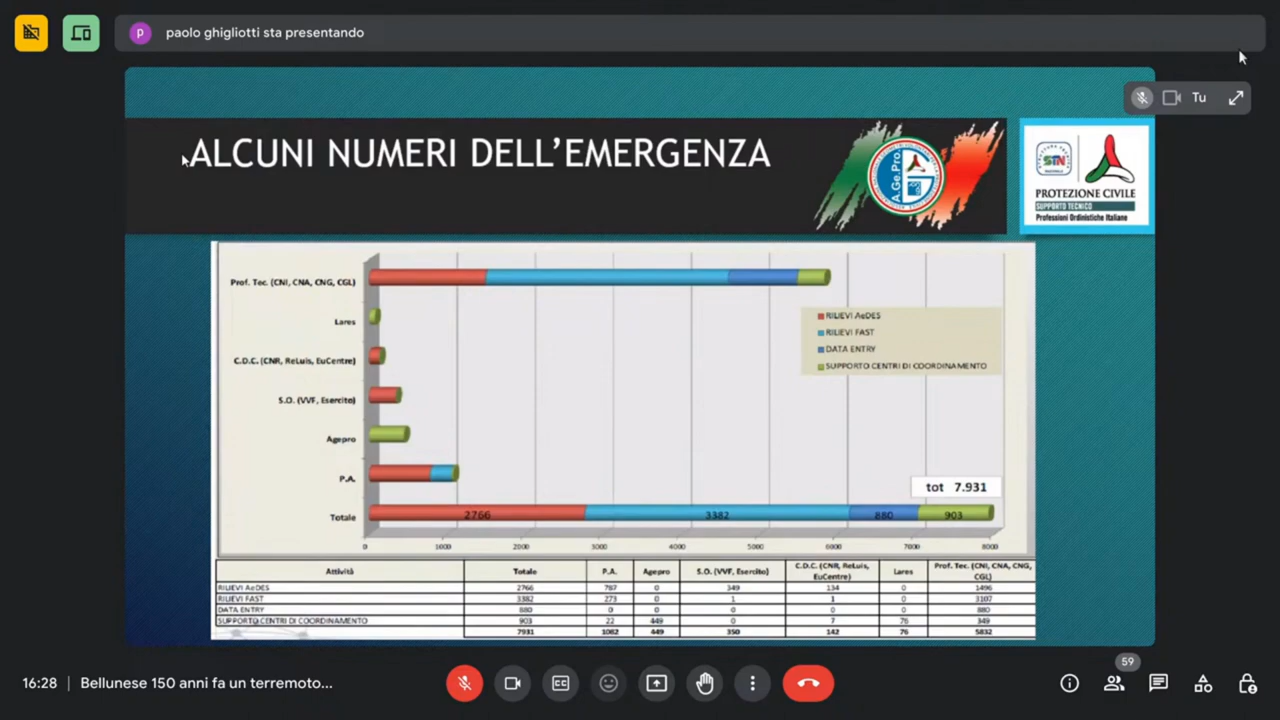 p paolo ghigliotti sta presentando
Tu
ALCUNI NUMERI DELL'EMERGENZA
A.Ge.Pro.
STN
PROTEZIONE CIVILE
SUPPORTO TECNICO
Professioni Ordinistiche Italiane
Prof. Tec. (CNI, CNA, CNG, CGL)
Lares
C.D.C. (CNR, ReLuis, EuCentre)
S.O. (VVF, Esercito)
Agepro
P.A.
Totale
RILIEVI AeDES
RILIEVI FAST
DATA ENTRY
SUPPORTO CENTRI DI COORDINAMENTO
tot 7.931
2766 3382 880 903
0 1000 2000 3000 4000 5000 6000 7000 8000
Attività Totale P.A. Agepro S.O. (VVF, Esercito) C.D.C. (CNR, ReLuis, EuCentre) Lares Prof. Tec. (CNI, CNA, CNG, CGL)
RILIEVI AeDES 2766 787 0 349 134 0 1496
RILIEVI FAST 3382 273 0 1 1 0 3107
DATA ENTRY 880 0 0 0 0 0 880
SUPPORTO CENTRI DI COORDINAMENTO 903 22 449 0 7 76 349
7931 1082 449 350 142 76 5832
16:28 | Bellunese 150 anni fa un terremoto...
59